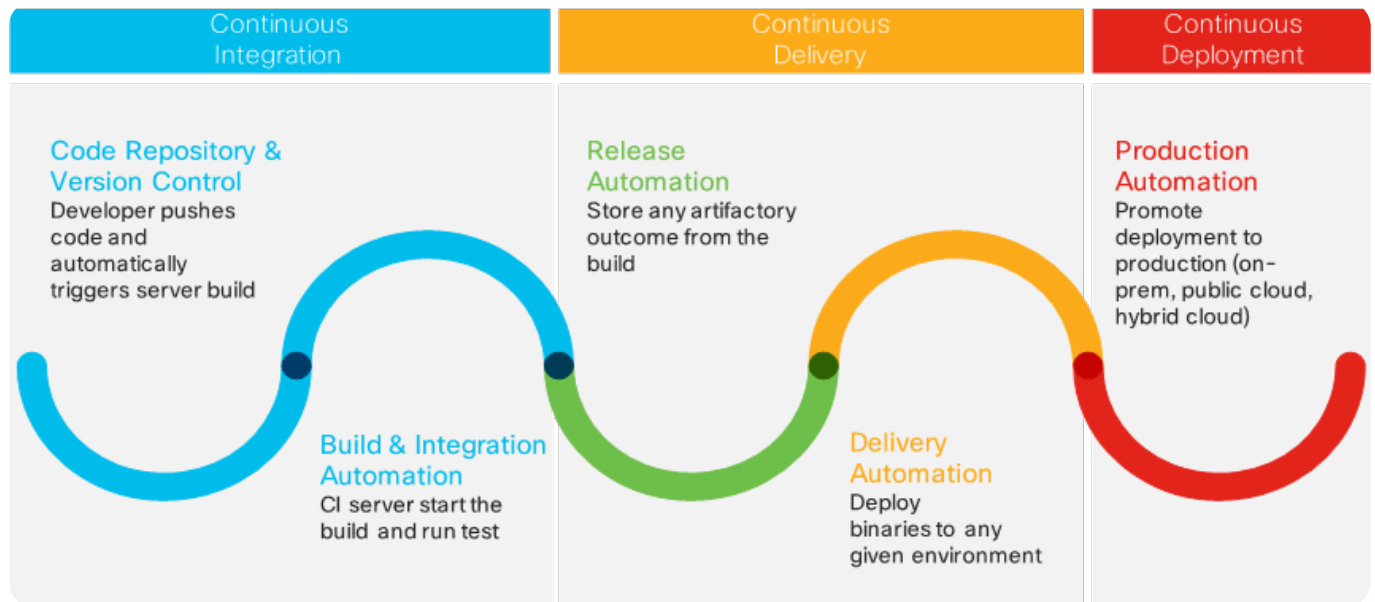 Continuous
Integration
Continuous
Delivery
Continuous
Deployment
Code Repository &
Version Control
Developer pushes
code and
automatically
triggers server build
Build & Integration
Automation
CI server start the
build and run test
Release
Automation
Store any artifactory
outcome from the
build
Delivery
Automation
Deploy
binaries to any
given environment
Production
Automation
Promote
deployment to
production (on-
prem, public cloud,
hybrid cloud)